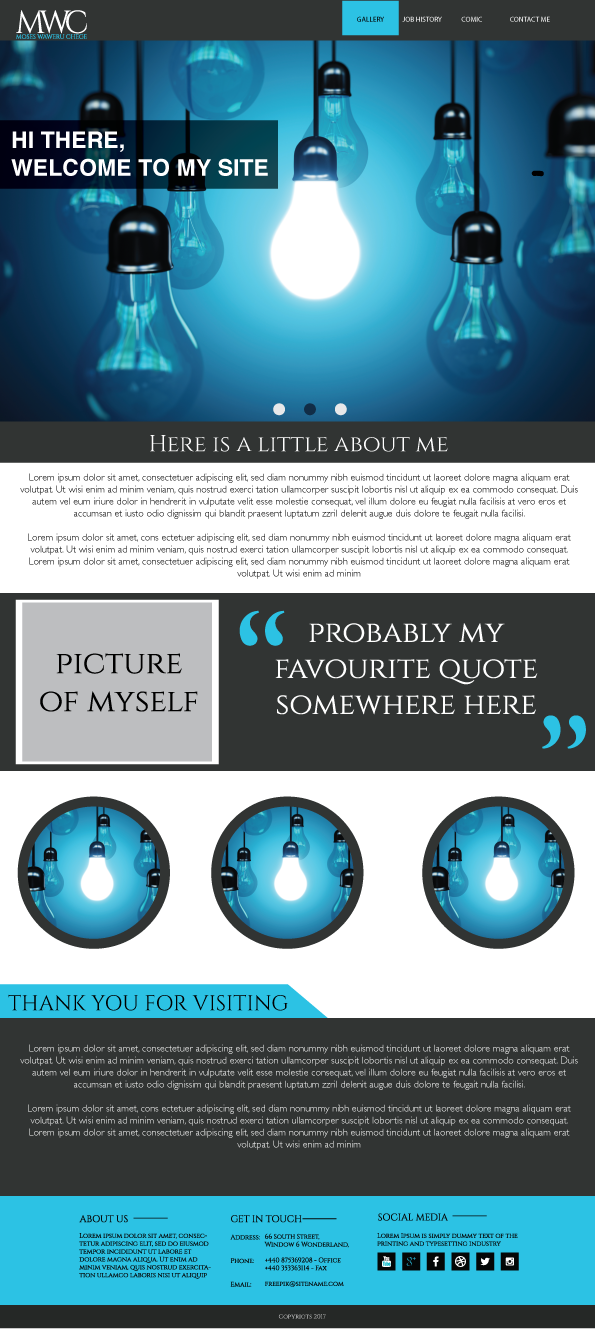 MWC
MOSES WAWERU CHEGE
GALLERY JOB HISTORY COMIC CONTACT ME
HI THERE,
WELCOME TO MY SITE
HERE IS A LITTLE ABOUT ME
Lorem ipsum dolor sit amet, consectetuer adipiscing elit, sed diam nonummy nibh euismod tincidunt ut laoreet dolore magna aliquam erat
volutpat. Ut wisi enim ad minim veniam, quis nostrud exerci tation ullamcorper suscipit lobortis nisl ut aliquip ex ea commodo consequat. Duis
autem vel eum iriure dolor in hendrerit in vulputate velit esse molestie consequat, vel illum dolore eu feugiat nulla facilisis at vero eros et
accumsan et iusto odio dignissim qui blandit praesent luptatum zzril delenit augue duis dolore te feugait nulla facilisi.
Lorem ipsum dolor sit amet, cons ectetuer adipiscing elit, sed diam nonummy nibh euismod tincidunt ut laoreet dolore magna aliquam erat
volutpat. Ut wisi enim ad minim veniam, quis nostrud exerci tation ullamcorper suscipit lobortis nisl ut aliquip ex ea commodo consequat.
Lorem ipsum dolor sit amet, consectetuer adipiscing elit, sed diam nonummy nibh euismod tincidunt ut laoreet dolore magna aliquam erat
volutpat. Ut wisi enim ad minim
PICTURE
OF MYSELF
“ PROBABLY MY
FAVOURITE QUOTE
SOMEWHERE HERE ”
THANK YOU FOR VISITING
Lorem ipsum dolor sit amet, consectetuer adipiscing elit, sed diam nonummy nibh euismod tincidunt ut laoreet dolore magna aliquam erat
volutpat. Ut wisi enim ad minim veniam, quis nostrud exerci tation ullamcorper suscipit lobortis nisl ut aliquip ex ea commodo consequat. Duis
autem vel eum iriure dolor in hendrerit in vulputate velit esse molestie consequat, vel illum dolore eu feugiat nulla facilisis at vero eros et
accumsan et iusto odio dignissim qui blandit praesent luptatum zzril delenit augue duis dolore te feugait nulla facilisi.
Lorem ipsum dolor sit amet, cons ectetuer adipiscing elit, sed diam nonummy nibh euismod tincidunt ut laoreet dolore magna aliquam erat
volutpat. Ut wisi enim ad minim veniam, quis nostrud exerci tation ullamcorper suscipit lobortis nisl ut aliquip ex ea commodo consequat.
Lorem ipsum dolor sit amet, consectetuer adipiscing elit, sed diam nonummy nibh euismod tincidunt ut laoreet dolore magna aliquam erat
volutpat. Ut wisi enim ad minim
ABOUT US
LOREM IPSUM DOLOR SIT AMET, CONSEC-
TETUR ADIPISCING ELIT, SED DO EIUSMOD
TEMPOR INCIDIDUNT UT LABORE ET
DOLORE MAGNA ALIQUA. UT ENIM AD
MINIM VENIAM, QUIS NOSTRUD EXERCITA-
TION ULLAMCO LABORIS NISI UT ALIQUIP
GET IN TOUCH
ADDRESS: 66 SOUTH STREET,
WINDOW 6 WONDERLAND,
PHONE: +440 875369208 - OFFICE
+440 353363114 - FAX
EMAIL: FREEPIK@SITENAME.COM
SOCIAL MEDIA
LOREM IPSUM IS SIMPLY DUMMY TEXT OF THE
PRINTING AND TYPESETTING INDUSTRY
COPYRIGTS 2017